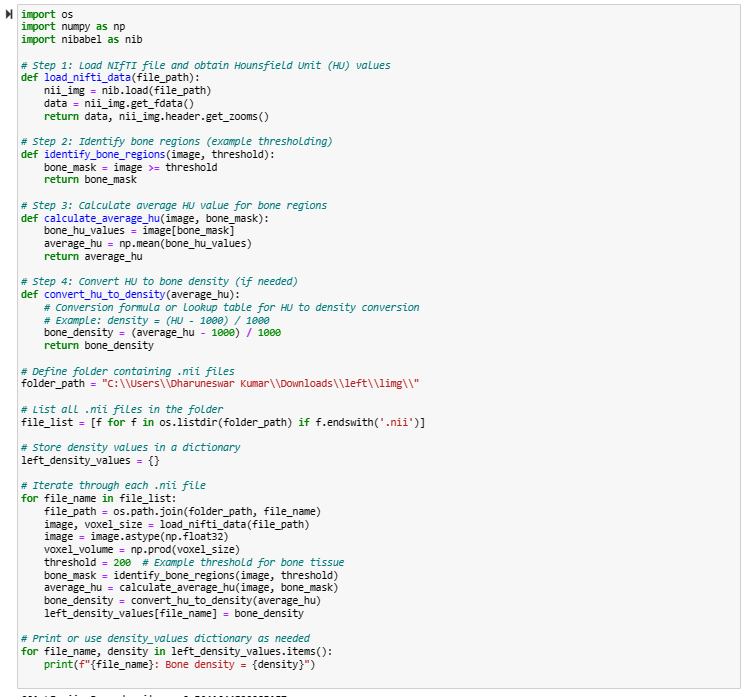 import os
import numpy as np
import nibabel as nib
# Step 1: Load NIfTI file and obtain Hounsfield Unit (HU) values
def load_nifti_data(file_path):
    nii_img = nib.load(file_path)
    data = nii_img.get_fdata()
    return data, nii_img.header.get_zooms()
# Step 2: Identify bone regions (example thresholding)
def identify_bone_regions(image, threshold):
    bone_mask = image >= threshold
    return bone_mask
# Step 3: Calculate average HU value for bone regions
def calculate_average_hu(image, bone_mask):
    bone_hu_values = image[bone_mask]
    average_hu = np.mean(bone_hu_values)
    return average_hu
# Step 4: Convert HU to bone density (if needed)
def convert_hu_to_density(average_hu):
    # Conversion formula or lookup table for HU to density conversion
    # Example: density = (HU - 1000) / 1000
    bone_density = (average_hu - 1000) / 1000
    return bone_density
# Define folder containing .nii files
folder_path = "C:\\Users\\Dharuneswar Kumar\\Downloads\\left\\limg\\"
# List all .nii files in the folder
file_list = [f for f in os.listdir(folder_path) if f.endswith('.nii')]
# Store density values in a dictionary
left_density_values = {}
# Iterate through each .nii file
for file_name in file_list:
    file_path = os.path.join(folder_path, file_name)
    image, voxel_size = load_nifti_data(file_path)
    image = image.astype(np.float32)
    voxel_volume = np.prod(voxel_size)
    threshold = 200  # Example threshold for bone tissue
    bone_mask = identify_bone_regions(image, threshold)
    average_hu = calculate_average_hu(image, bone_mask)
    bone_density = convert_hu_to_density(average_hu)
    left_density_values[file_name] = bone_density
# Print or use density_values dictionary as needed
for file_name, density in left_density_values.items():
    print(f"{file_name}: Bone density = {density}")